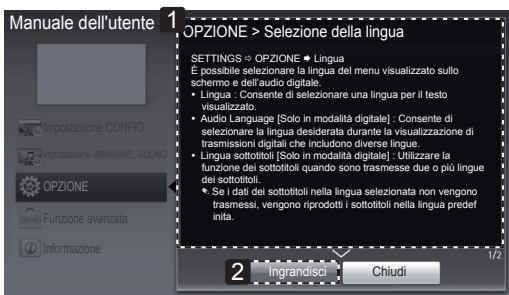 Manuale dell'utente
1
OPZIONE > Selezione della lingua
SETTINGS ⇨ OPZIONE ➡ Lingua
È possibile selezionare la lingua del menu visualizzato sullo
schermo e dell'audio digitale.
• Lingua : Consente di selezionare una lingua per il testo
visualizzato.
• Audio Language [Solo in modalità digitale] : Consente di
selezionare la lingua desiderata durante la visualizzazione di
trasmissioni digitali che includono diverse lingue.
• Lingua sottotitoli [Solo in modalità digitale] : Utilizzare la
funzione dei sottotitoli quando sono trasmesse due o più lingue
dei sottotitoli.
Se i dati dei sottotitoli nella lingua selezionata non vengono
trasmessi, vengono riprodotti i sottotitoli nella lingua predef
inita.
Impostazione CONFIG.
Impostazione IMMAGINE, SUONO
OPZIONE
Funzione avanzata
Informazione
1/2
2
Ingrandisci
Chiudi